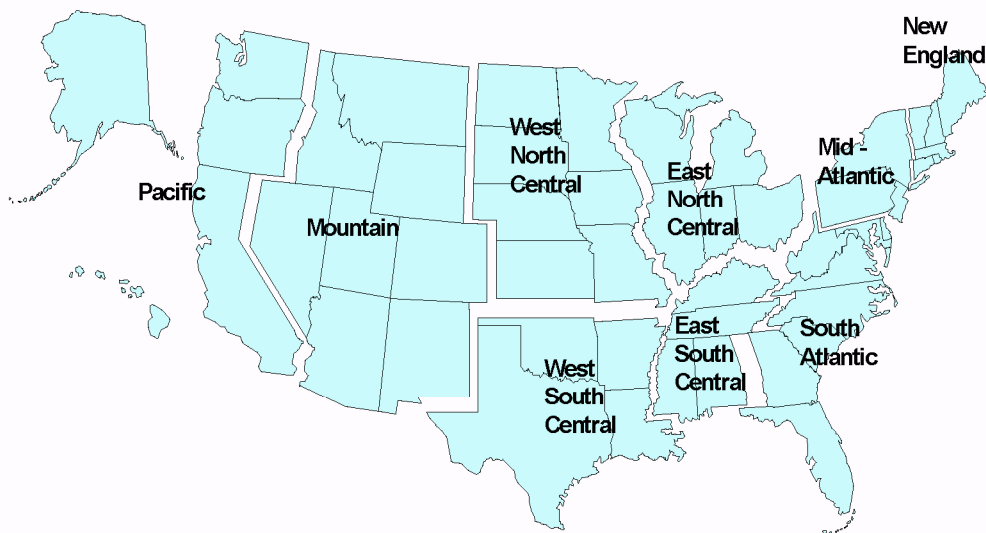 New
England
West
North
Central
East
North
Central
Mid -
Atlantic
Pacific
Mountain
East
South
Central
South
Atlantic
West
South
Central